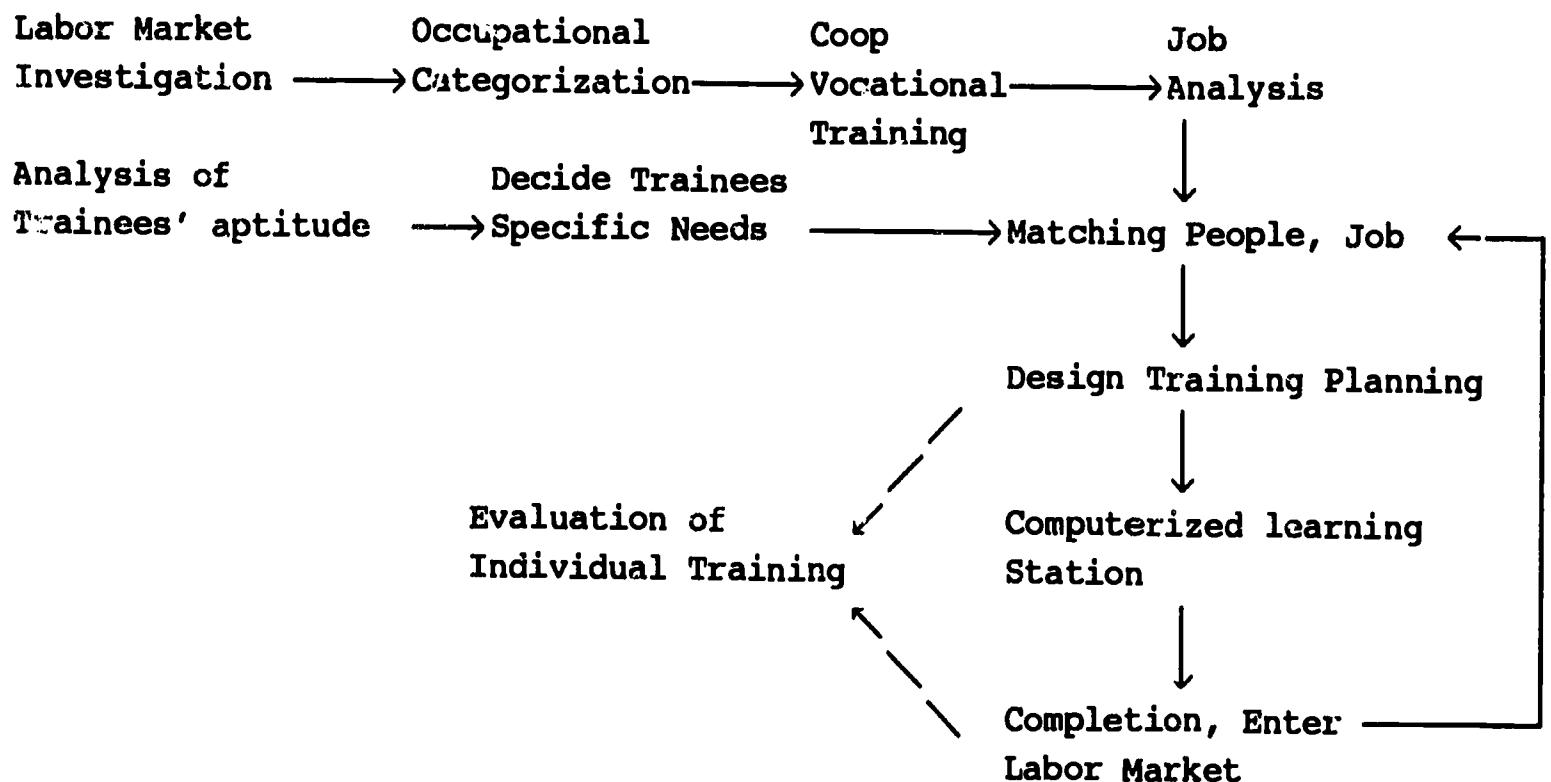 Labor Market
Investigation
Occupational
Categorization
Coop
Vocational
Training
Job
Analysis
Analysis of
Trainees' aptitude
Decide Trainees
Specific Needs
Matching People, Job
Design Training Planning
Evaluation of
Individual Training
Computerized learning
Station
Completion, Enter
Labor Market